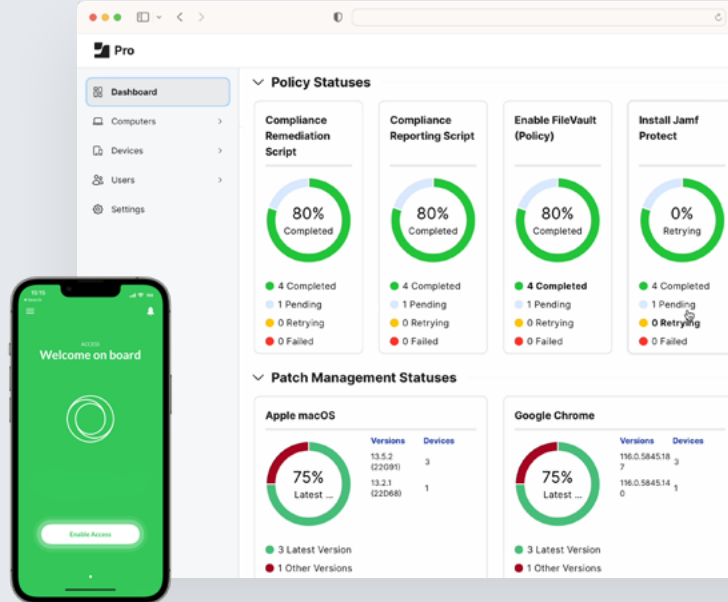 Pro
Dashboard
Computers
Devices
Users
Settings
Policy Statuses
Compliance
Remediation
Script
80%
Completed
4 Completed
1 Pending
0 Retrying
0 Failed
Compliance
Reporting Script
80%
Completed
4 Completed
1 Pending
0 Retrying
0 Failed
Enable FileVault
(Policy)
80%
Completed
4 Completed
1 Pending
0 Retrying
0 Failed
Install Jamf
Protect
0%
Retrying
4 Completed
1 Pending
0 Retrying
0 Failed
Patch Management Statuses
Apple macOS
75%
Latest ...
Versions Devices
13.5.2
(22G91) 3
13.2.1
(22D68) 1
3 Latest Version
1 Other Versions
Google Chrome
75%
Latest ...
Versions Devices
116.0.5845.18
7 3
116.0.5845.14
0 1
3 Latest Version
1 Other Versions
15:15
ACCESS
Welcome on board
Enable Access